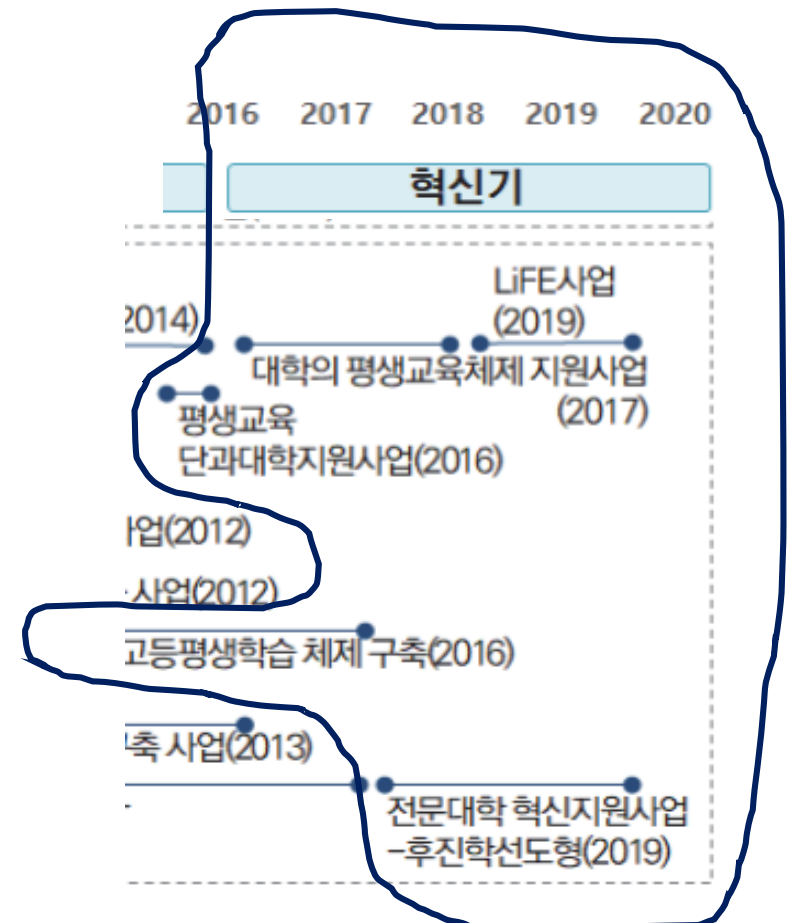 2016 2017 2018 2019 2020
혁신기
LiFE사업
2014) (2019)
대학의 평생교육체제 지원사업
(2017)
평생교육
단과대학지원사업(2016)
업(2012)
사업(2012)
고등평생학습 체제 구축(2016)
축 사업(2013)
전문대학 혁신지원사업
-후진학선도형(2019)